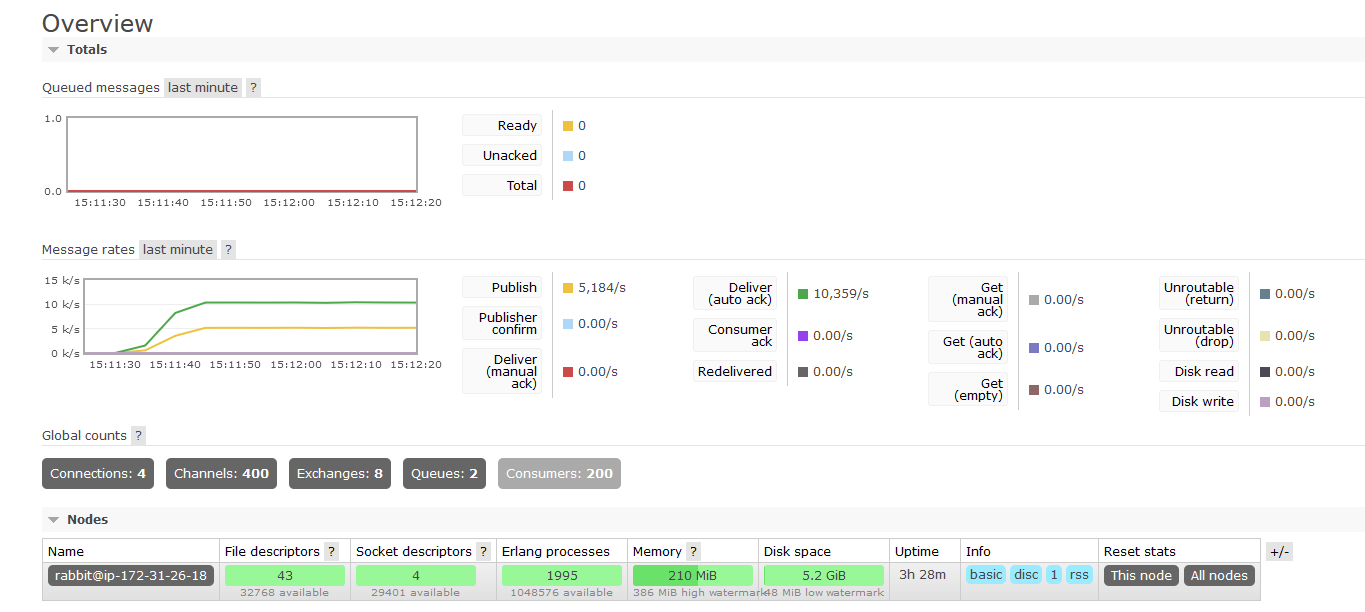 Overview
Totals
Queued messages last minute ?
1.0
0.0
15:11:30 15:11:40 15:11:50 15:12:00 15:12:10 15:12:20
Ready 0
Unacked 0
Total 0
Message rates last minute ?
15 k/s
10 k/s
5 k/s
0 k/s
15:11:30 15:11:40 15:11:50 15:12:00 15:12:10 15:12:20
Publish 5,184/s
Publisher
confirm 0.00/s
Deliver
(manual
ack) 0.00/s
Deliver
(auto ack) 10,359/s
Consumer
ack 0.00/s
Redelivered 0.00/s
Get
(manual
ack) 0.00/s
Get (auto
ack) 0.00/s
Get
(empty) 0.00/s
Unroutable
(return) 0.00/s
Unroutable
(drop) 0.00/s
Disk read 0.00/s
Disk write 0.00/s
Global counts ?
Connections: 4 Channels: 400 Exchanges: 8 Queues: 2 Consumers: 200
Nodes
Name File descriptors ? Socket descriptors ? Erlang processes Memory ? Disk space Uptime Info Reset stats +/-
rabbit@ip-172-31-26-18 43 4 1995 210 MiB 5.2 GiB 3h 28m basic disc 1 rss This node All nodes
32768 available 29401 available 1048576 available 386 MiB high watermark 48 MiB low watermark